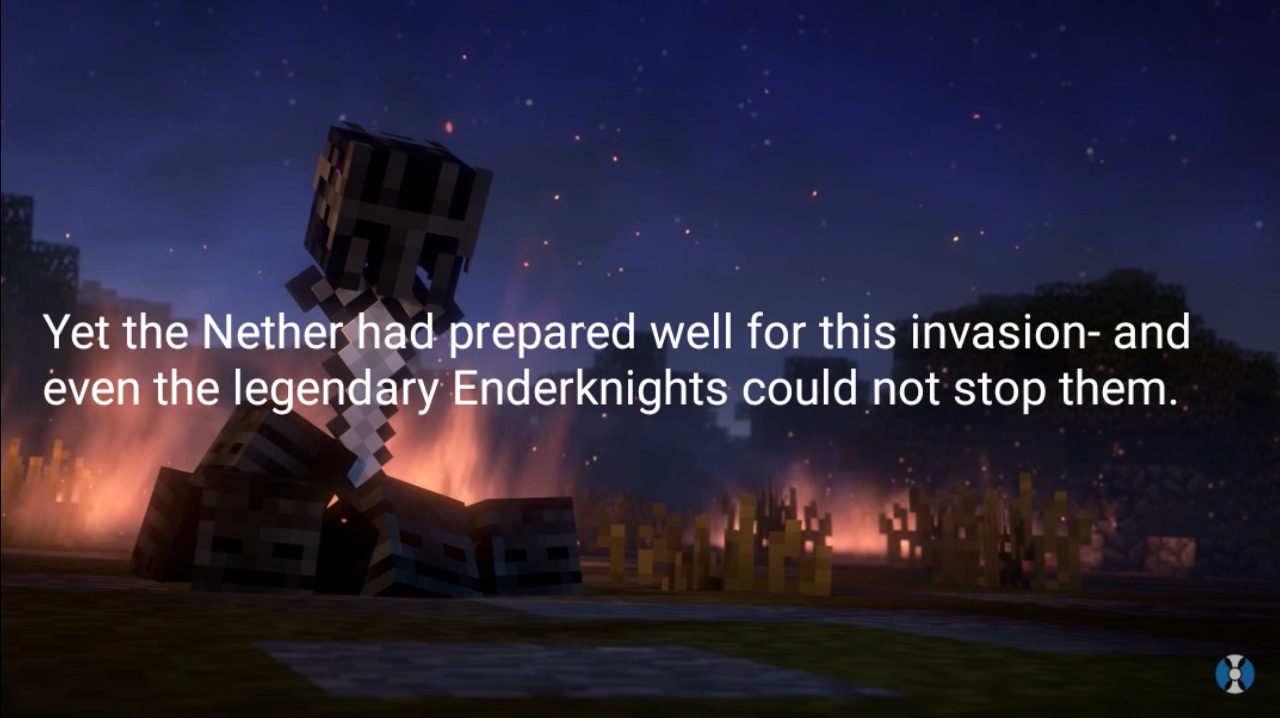 Yet the Nether had prepared well for this invasion- and
even the legendary Enderknights could not stop them.